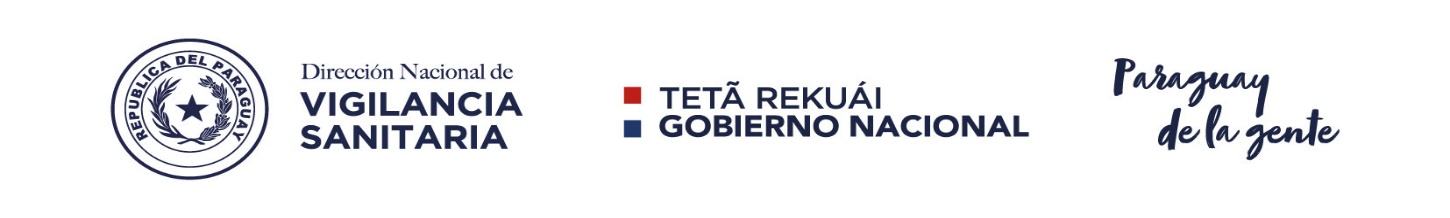 REPUBLICA DEL PARAGUAY
Dirección Nacional de
VIGILANCIA
SANITARIA
TETÃ REKUÁI
GOBIERNO NACIONAL
Paraguay
de la gente